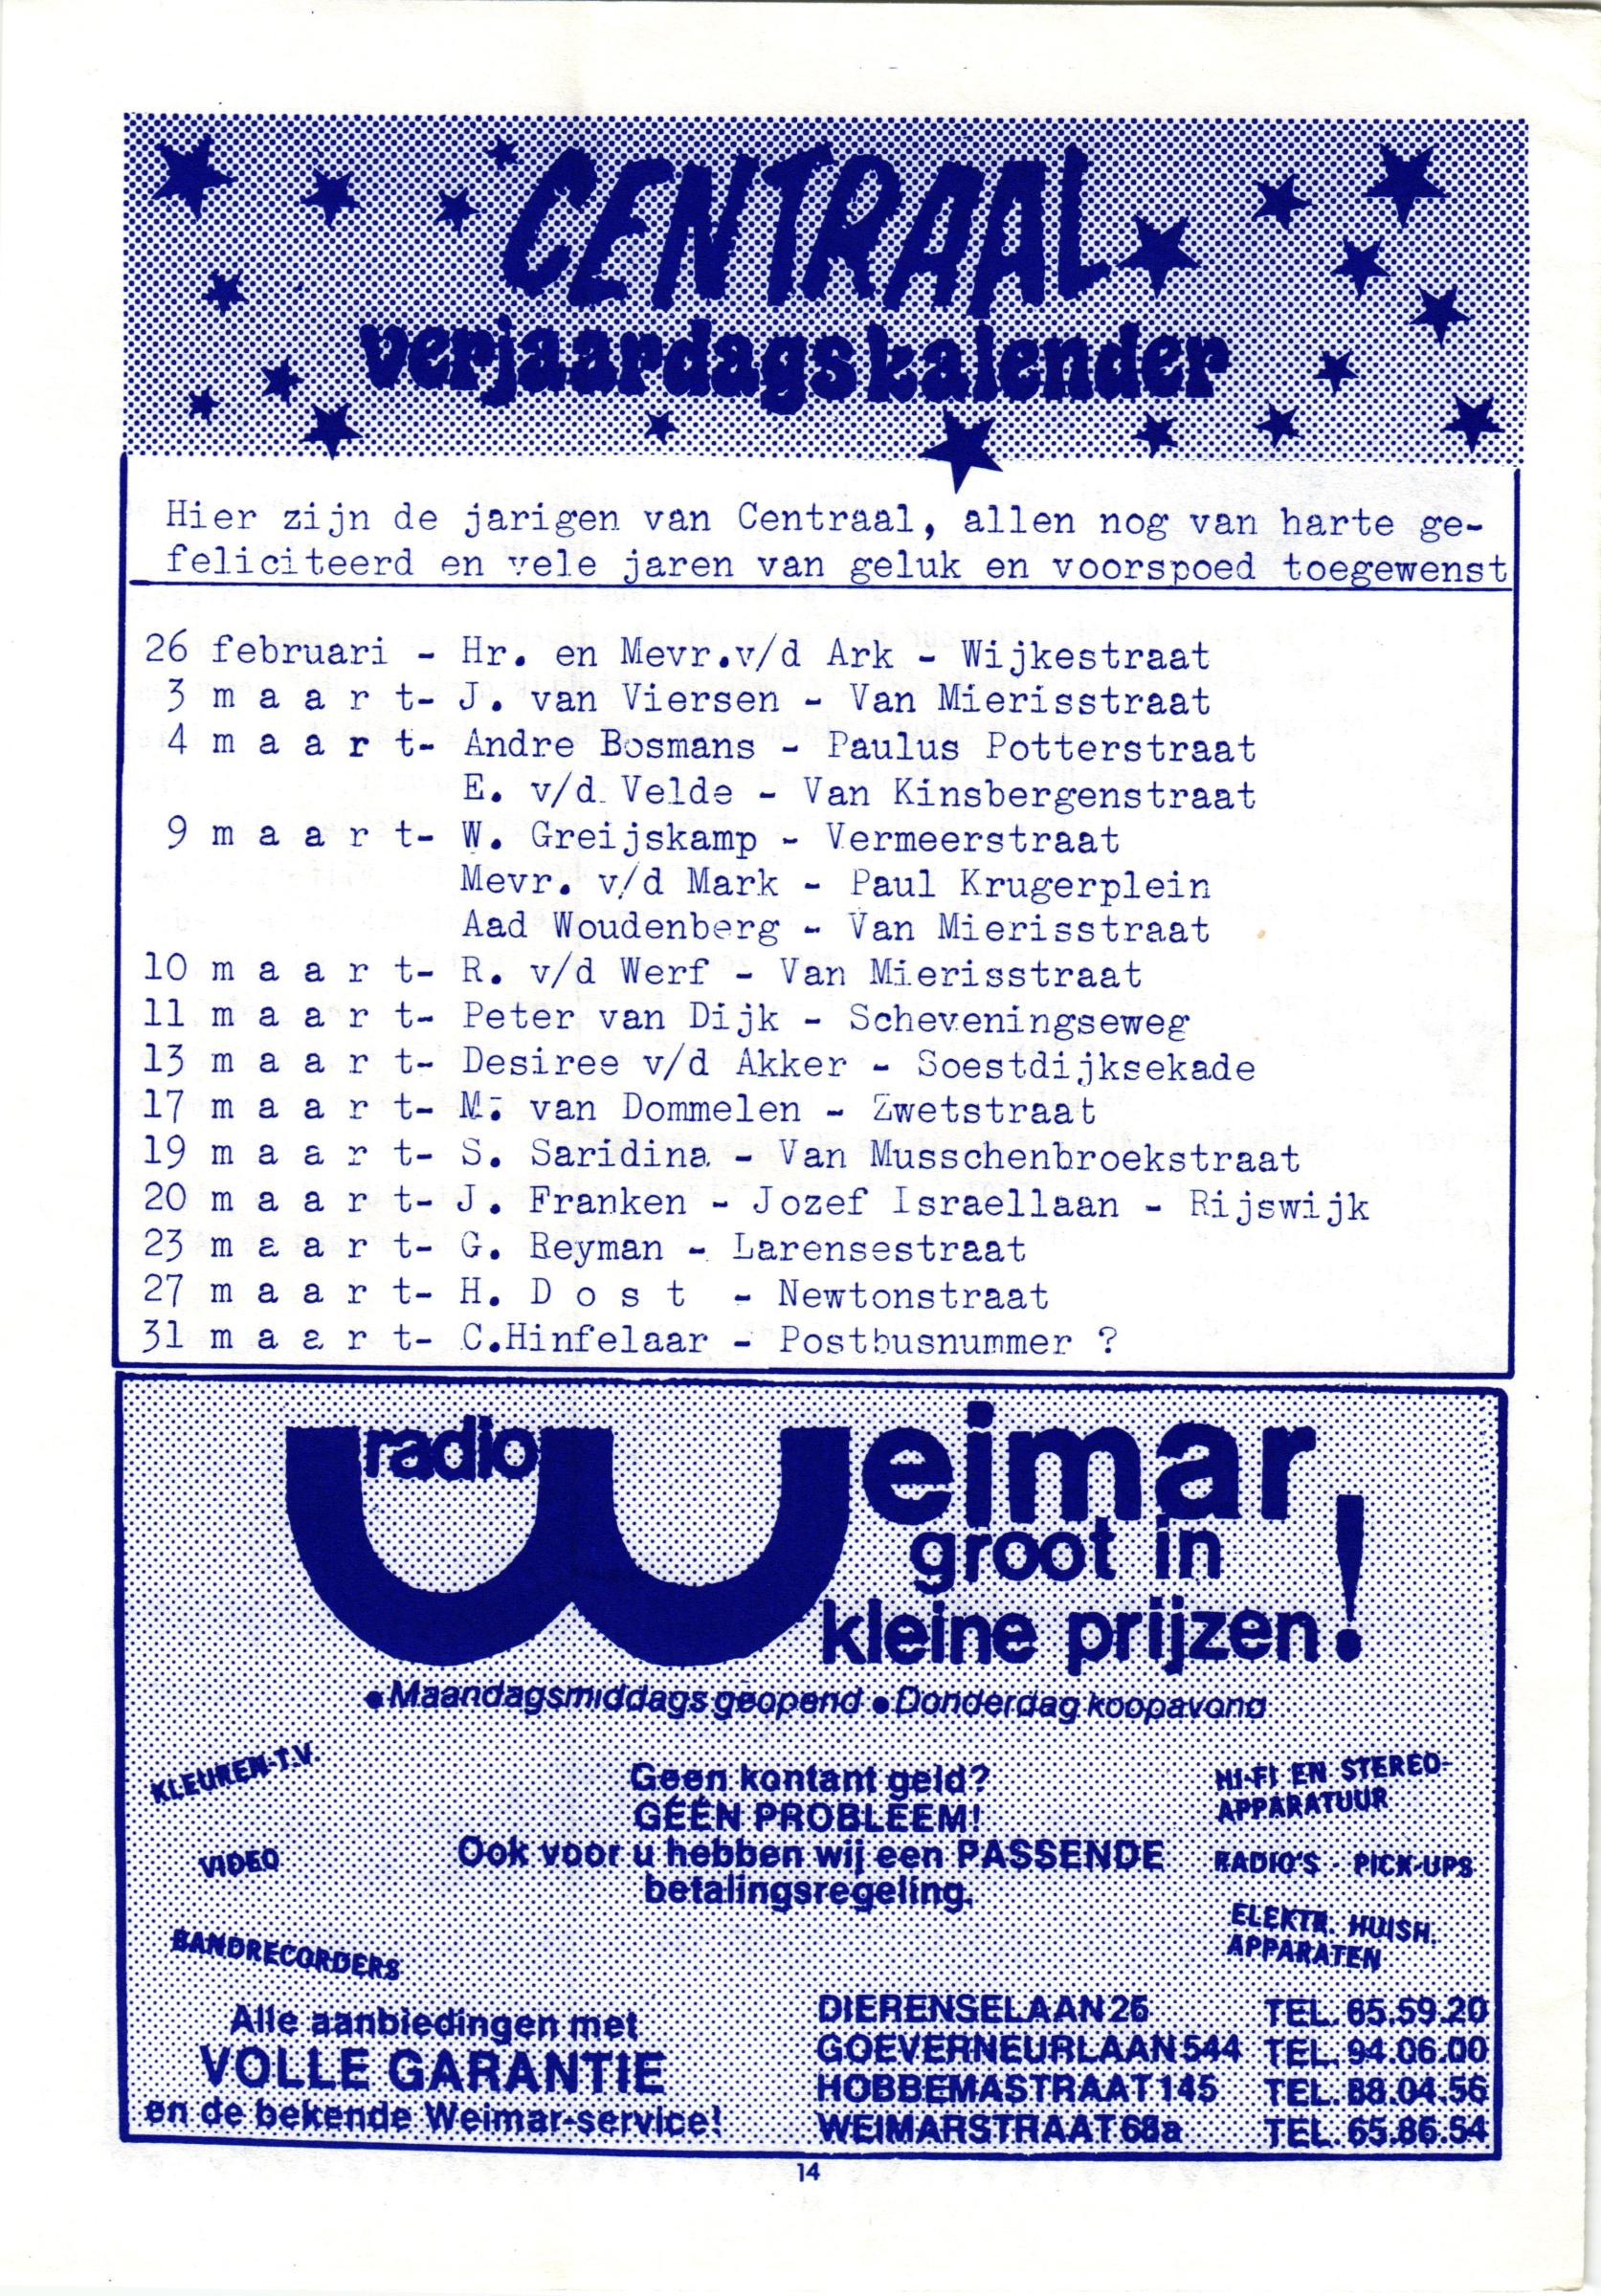 CENTRAAL
verjaardagskalender
Hier zijn de jarigen van Centraal, allen nog van harte ge-
feliciteerd en vele jaren van geluk en voorspoed toegewenst
26 februari - Hr. en Mevr.v/d Ark - Wijkestraat
3 m a a r t- J. van Viersen - Van Mierisstraat
4 m a a r t- Andre Bosmans - Paulus Potterstraat
E. v/d Velde - Van Kinsbergenstraat
9 m a a r t- W. Greijskamp - Vermeerstraat
Mevr. v/d Mark - Paul Krugerplein
Aad Woudenberg - Van Mierisstraat
10 m a a r t- R. v/d Werf - Van Mierisstraat
11 m a a r t- Peter van Dijk - Scheveningseweg
13 m a a r t- Desiree v/d Akker - Soestdijksekade
17 m a a r t- M. van Dommelen - Zwetstraat
19 m a a r t- S. Saridina - Van Musschenbroekstraat
20 m a a r t- J. Franken - Jozef Israellaan - Rijswijk
23 m a a r t- G. Reyman - Larensestraat
27 m a a r t- H. D o s t - Newtonstraat
31 m a a r t- C.Hinfelaar - Postbusnummer ?
radio Weimar
groot in
kleine prijzen!
•Maandagsmiddags geopend •Donderdag koopavond
KLEUREN-T.V
VIDEO
BANDRECORDERS
Geen kontant geld?
GÉÉN PROBLEEM!
Ook voor u hebben wij een PASSENDE
betalingsregeling.
HI-FI EN STEREO-
APPARATUUR
RADIO'S - PICK-UPS
ELEKTR. HUISH.
APPARATEN
Alle aanbiedingen met
VOLLE GARANTIE
en de bekende Weimar-service!
DIERENSELAAN 26 TEL. 65.59.20
GOEVERNEURLAAN 544 TEL. 94.06.00
HOBBEMASTRAAT 145 TEL. 88.04.56
WEIMARSTRAAT 68a TEL. 65.86.54
14